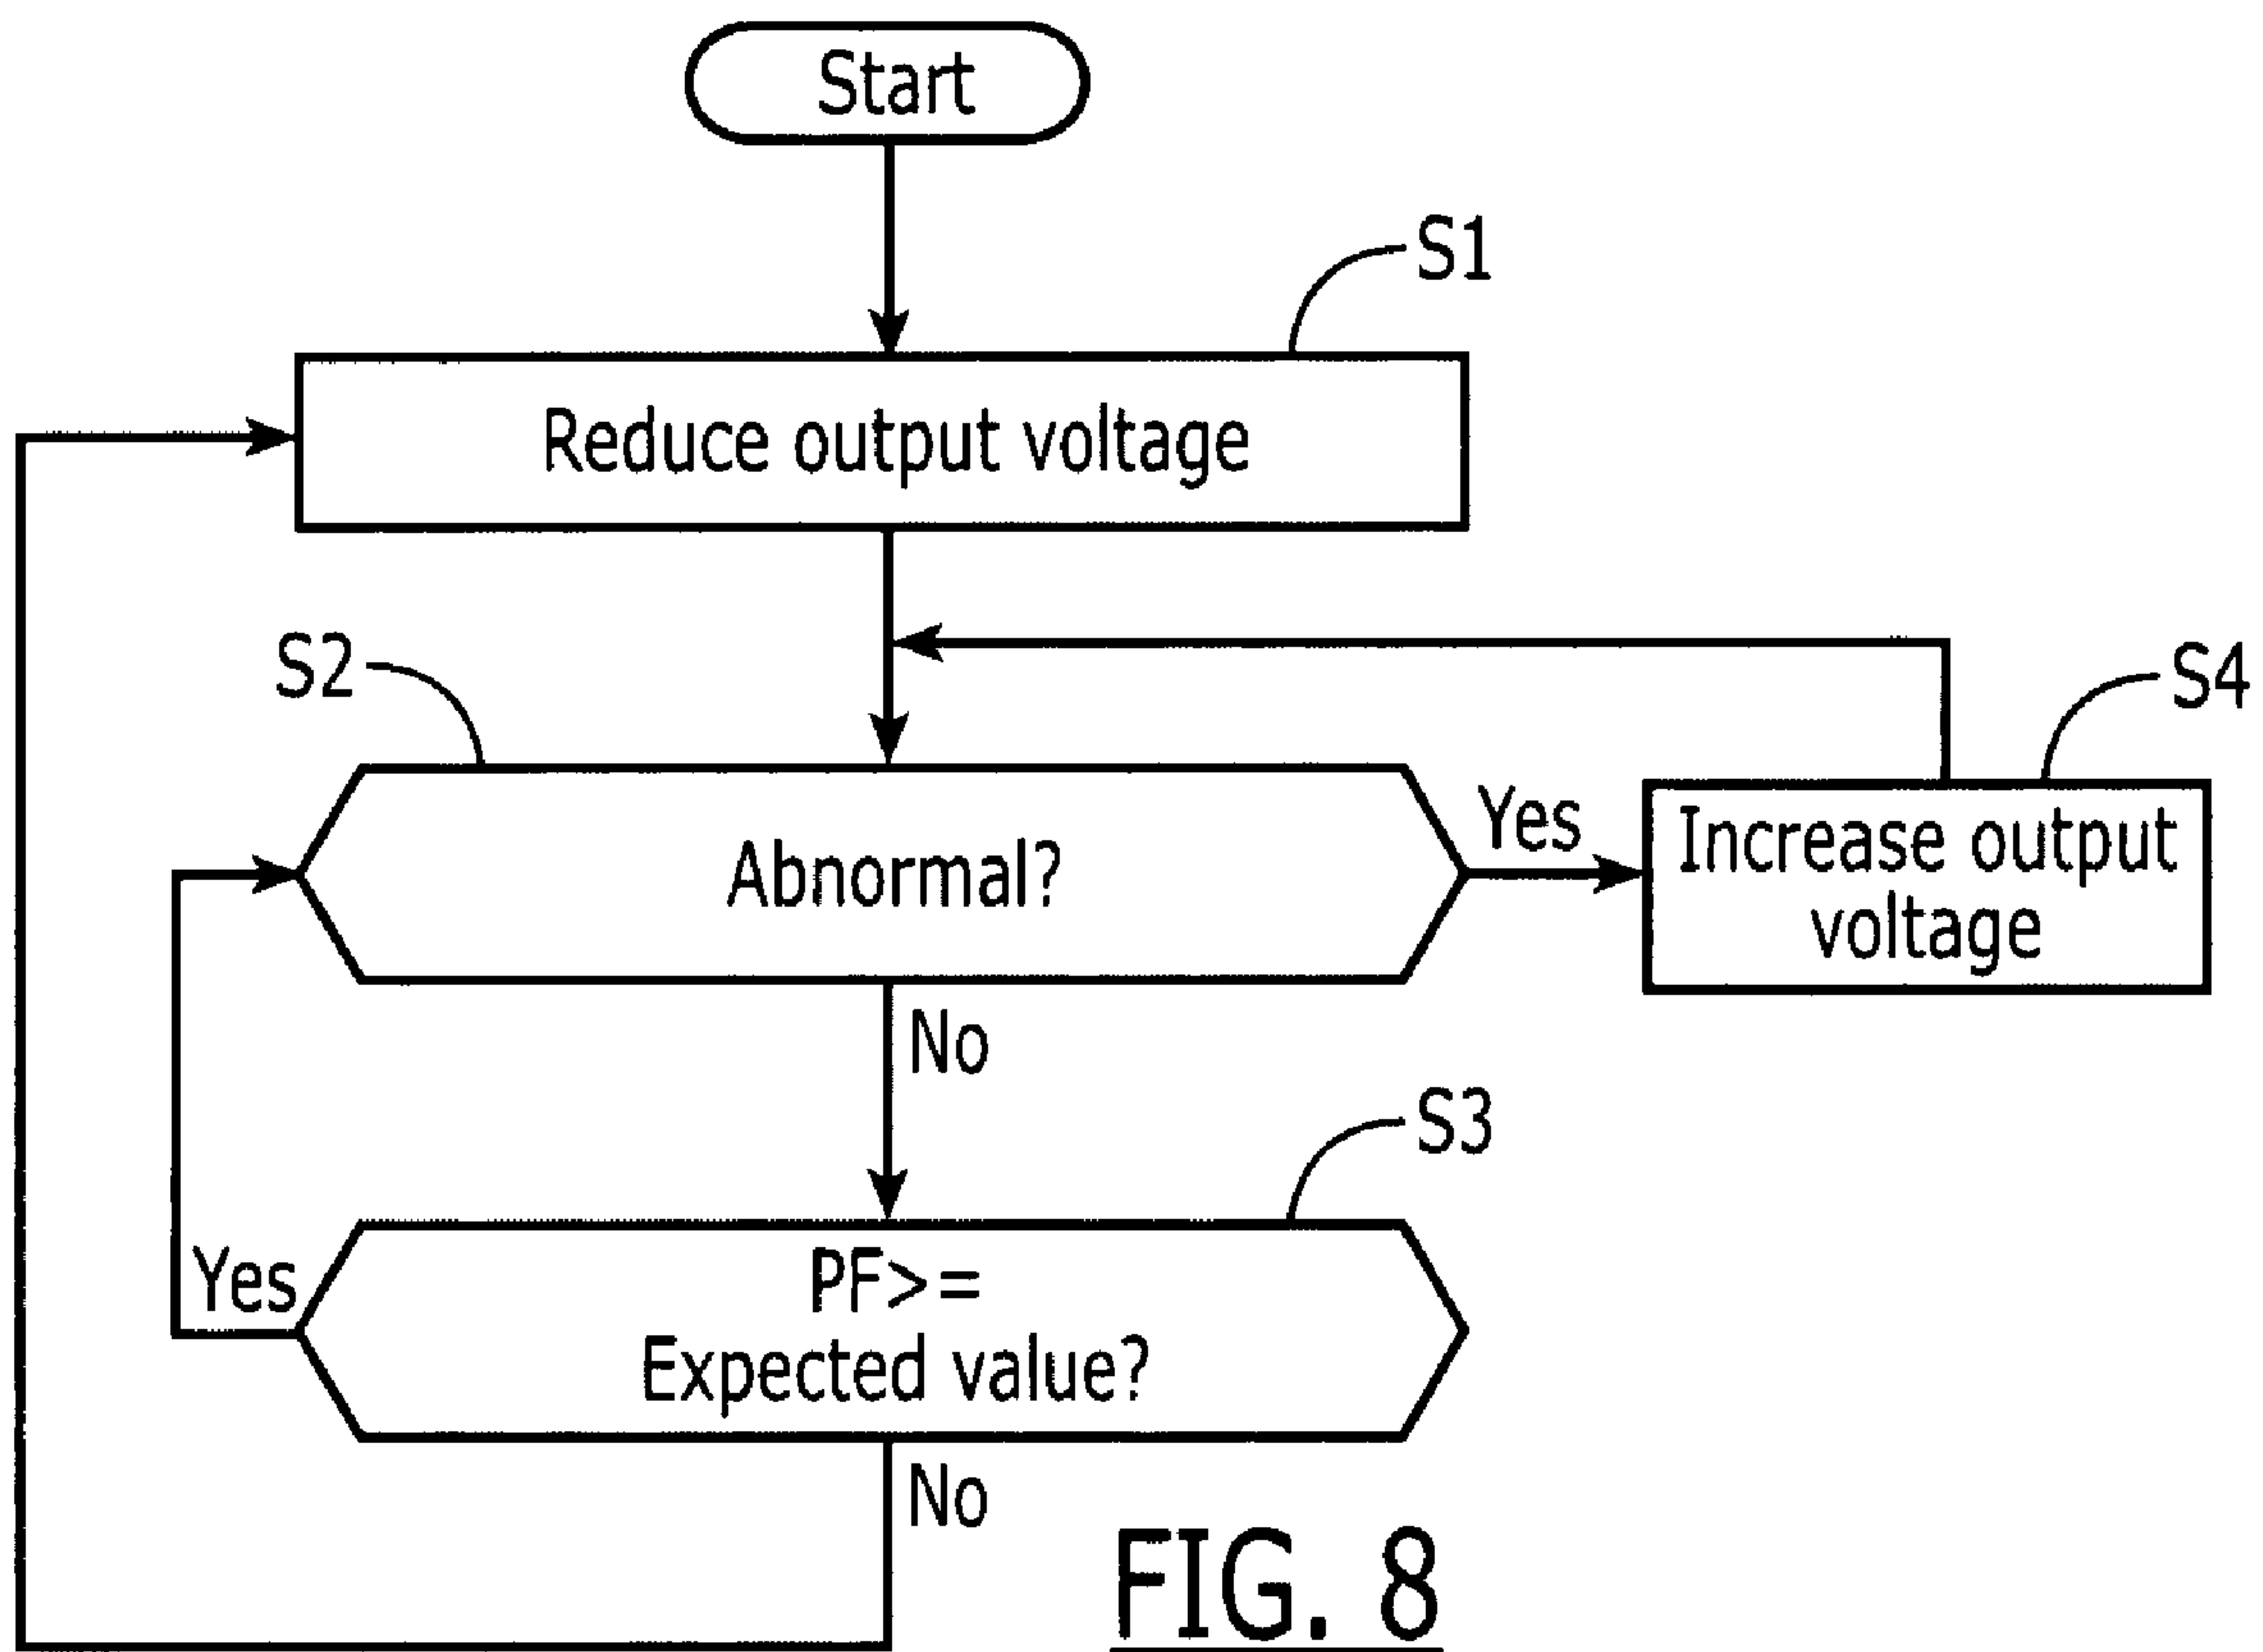 Start
S1
Reduce output voltage
S2
S4
Abnormal?
Yes
Increase output
voltage
No
S3
Yes
PF>=
Expected value?
No
FIG. 8